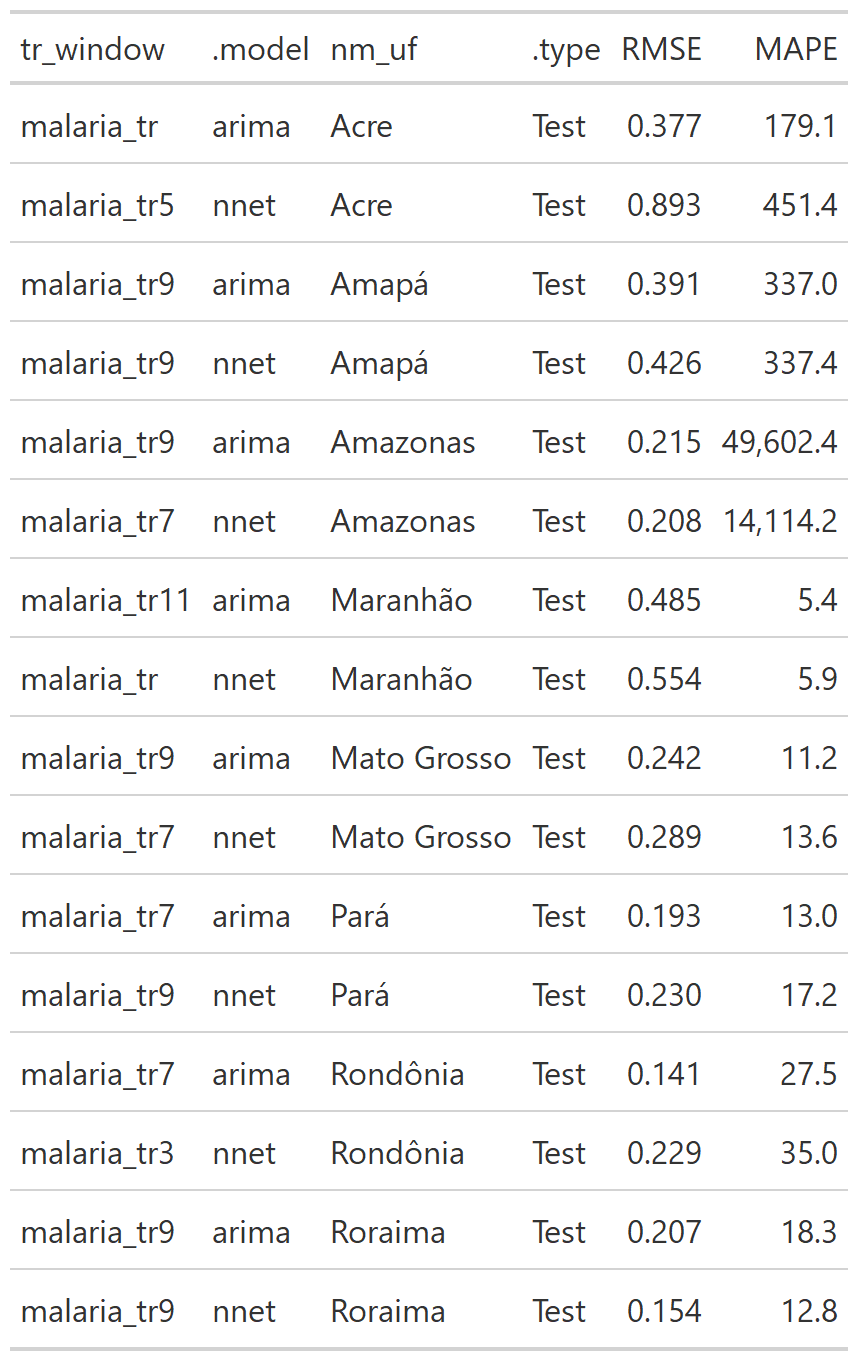 tr_window .model nm_uf .type RMSE MAPE
malaria_tr arima Acre Test 0.377 179.1
malaria_tr5 nnet Acre Test 0.893 451.4
malaria_tr9 arima Amapá Test 0.391 337.0
malaria_tr9 nnet Amapá Test 0.426 337.4
malaria_tr9 arima Amazonas Test 0.215 49,602.4
malaria_tr7 nnet Amazonas Test 0.208 14,114.2
malaria_tr11 arima Maranhão Test 0.485 5.4
malaria_tr nnet Maranhão Test 0.554 5.9
malaria_tr9 arima Mato Grosso Test 0.242 11.2
malaria_tr7 nnet Mato Grosso Test 0.289 13.6
malaria_tr7 arima Pará Test 0.193 13.0
malaria_tr9 nnet Pará Test 0.230 17.2
malaria_tr7 arima Rondônia Test 0.141 27.5
malaria_tr3 nnet Rondônia Test 0.229 35.0
malaria_tr9 arima Roraima Test 0.207 18.3
malaria_tr9 nnet Roraima Test 0.154 12.8